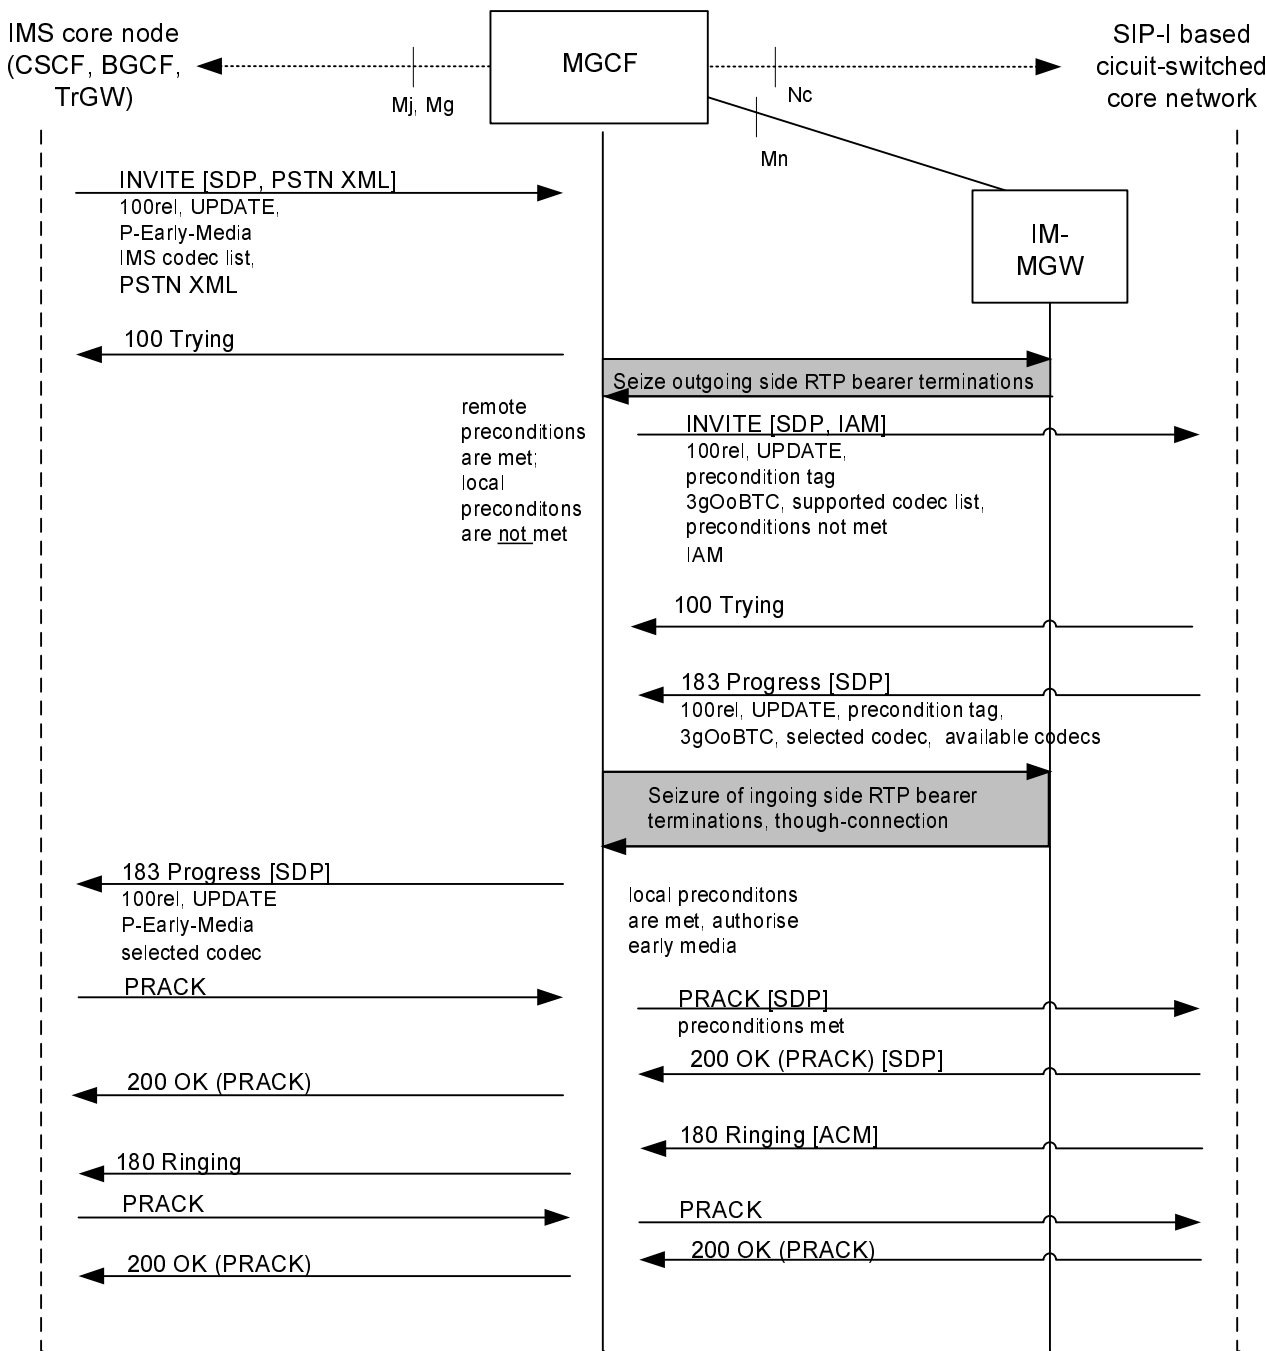 IMS core node
(CSCF, BGCF,
TrGW)
MGCF
SIP-I based
cicuit-switched
core network
Mj, Mg
Nc
Mn
IM-
MGW
INVITE [SDP, PSTN XML]
100rel, UPDATE,
P-Early-Media
IMS codec list,
PSTN XML
100 Trying
Seize outgoing side RTP bearer terminations
remote
preconditions
are met;
local
preconditons
are not met
INVITE [SDP, IAM]
100rel, UPDATE,
precondition tag
3gOoBTC, supported codec list,
preconditions not met
IAM
100 Trying
183 Progress [SDP]
100rel, UPDATE, precondition tag,
3gOoBTC, selected codec, available codecs
Seizure of ingoing side RTP bearer
terminations, though-connection
183 Progress [SDP]
100rel, UPDATE
P-Early-Media
selected codec
local preconditons
are met, authorise
early media
PRACK
PRACK [SDP]
preconditions met
200 OK (PRACK) [SDP]
200 OK (PRACK)
180 Ringing [ACM]
180 Ringing
PRACK
PRACK
200 OK (PRACK)
200 OK (PRACK)